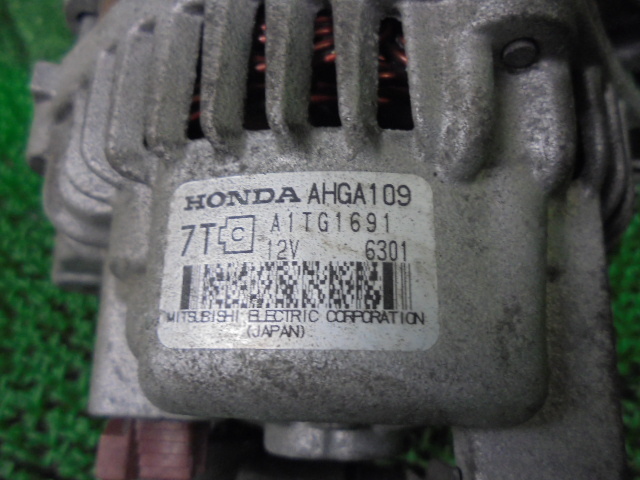 HONDA AHGA109
7T C A1TG1691
12V 6301
MITSUBISHI ELECTRIC CORPORATION
(JAPAN)